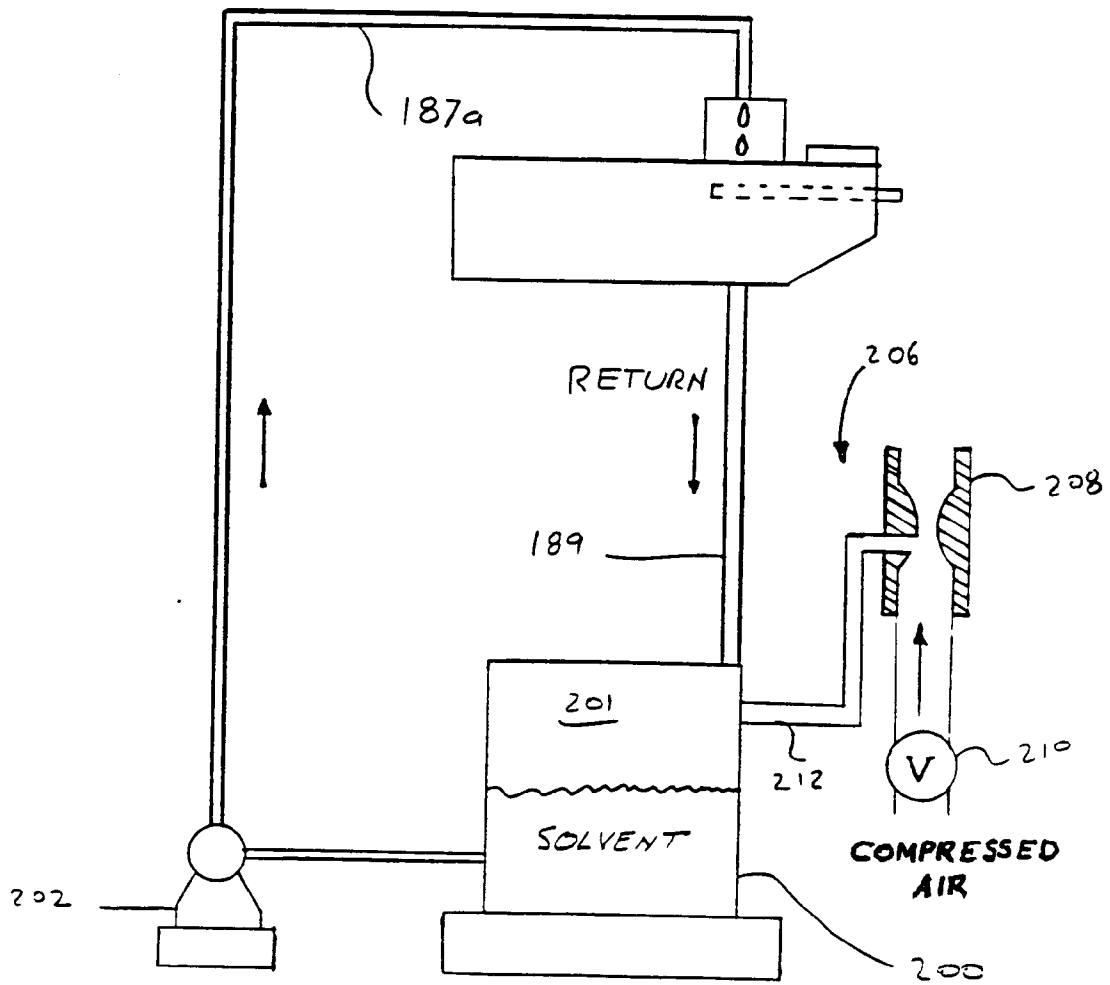 187a
206
RETURN
208
189
201
212
V
210
SOLVENT
COMPRESSED
AIR
202
200